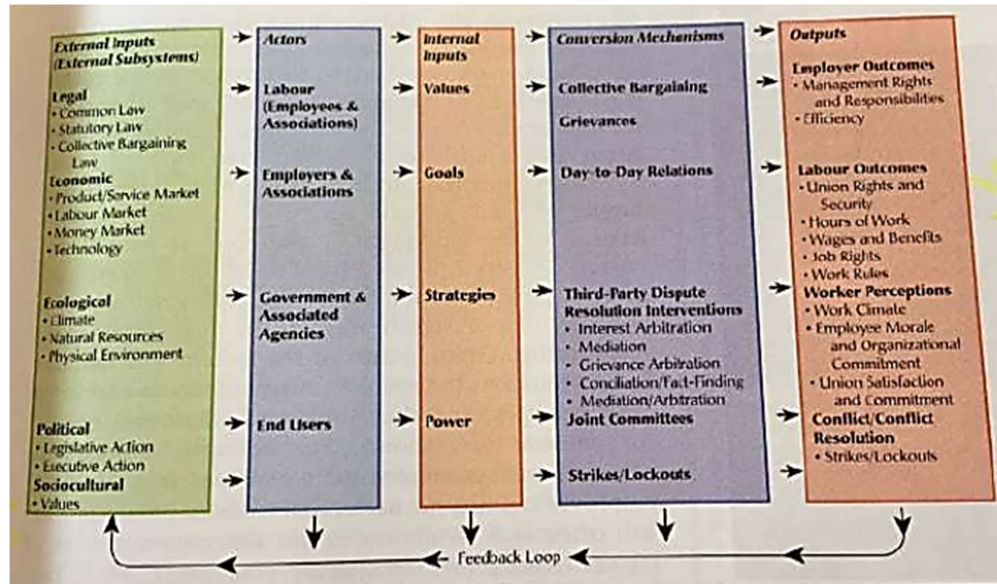 External Inputs
(External Subsystems)
Legal
• Common Law
• Statutory Law
• Collective Bargaining
Law
Economic
• Product/Service Market
• Labour Market
• Money Market
• Technology
Ecological
• Climate
• Natural Resources
• Physical Environment
Political
• Legislative Action
• Executive Action
Sociocultural
• Values
Actors
Labour
(Employees &
Associations)
Employers &
Associations
Government &
Associated
Agencies
End Users
Internal
Inputs
Values
Goals
Strategies
Power
Conversion Mechanisms
Collective Bargaining
Grievances
Day-to-Day Relations
Third-Party Dispute
Resolution Interventions
• Interest Arbitration
• Mediation
• Grievance Arbitration
• Conciliation/Fact-Finding
• Mediation/Arbitration
Joint Committees
Strikes/Lockouts
Outputs
Employer Outcomes
• Management Rights
and Responsibilities
• Efficiency
Labour Outcomes
• Union Rights and
Security
• Hours of Work
• Wages and Benefits
• Job Rights
• Work Rules
Worker Perceptions
• Work Climate
• Employee Morale
and Organizational
Commitment
• Union Satisfaction
and Commitment
Conflict/Conflict
Resolution
• Strikes/Lockouts
Feedback Loop